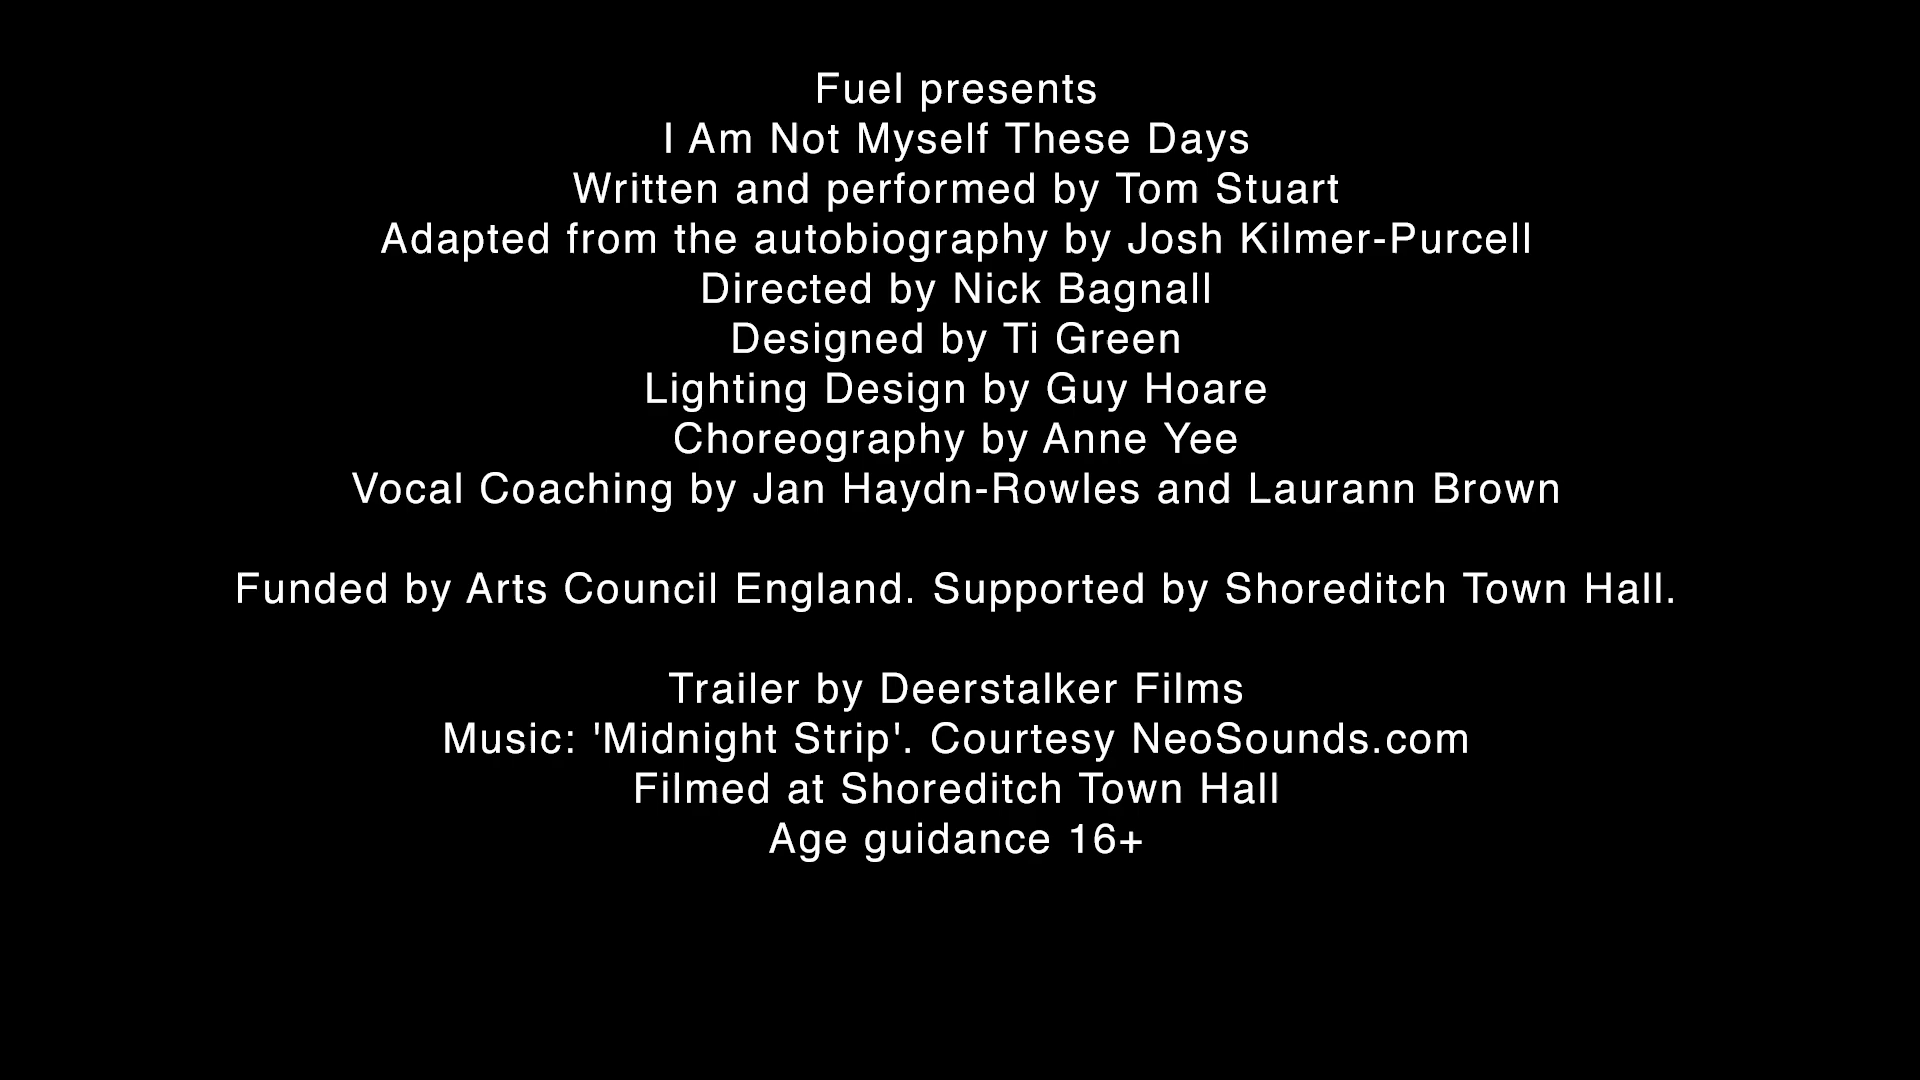 Fuel presents
I Am Not Myself These Days
Written and performed by Tom Stuart
Adapted from the autobiography by Josh Kilmer-Purcell
Directed by Nick Bagnall
Designed by Ti Green
Lighting Design by Guy Hoare
Choreography by Anne Yee
Vocal Coaching by Jan Haydn-Rowles and Laurann Brown
Funded by Arts Council England. Supported by Shoreditch Town Hall.
Trailer by Deerstalker Films
Music: 'Midnight Strip'. Courtesy NeoSounds.com
Filmed at Shoreditch Town Hall
Age guidance 16+